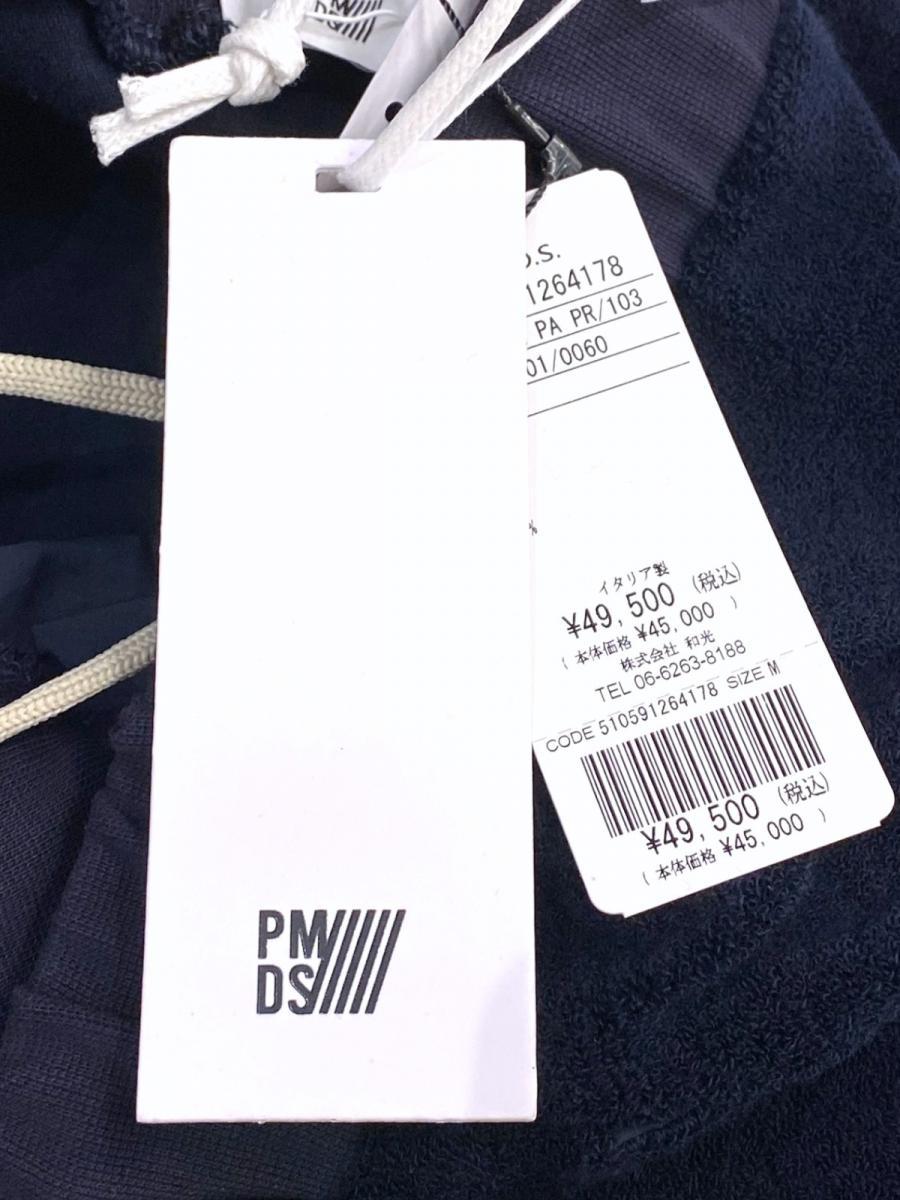 DS
.S.
1264178
PA PR/103
01/0060
%
イタリア製
¥49,500 (税込)
( 本体価格 ¥45,000 )
株式会社 和光
TEL 06-6263-8188
CODE 510591264178 SIZE M
¥49,500 (税込)
( 本体価格 ¥45,000 )
PM
DS